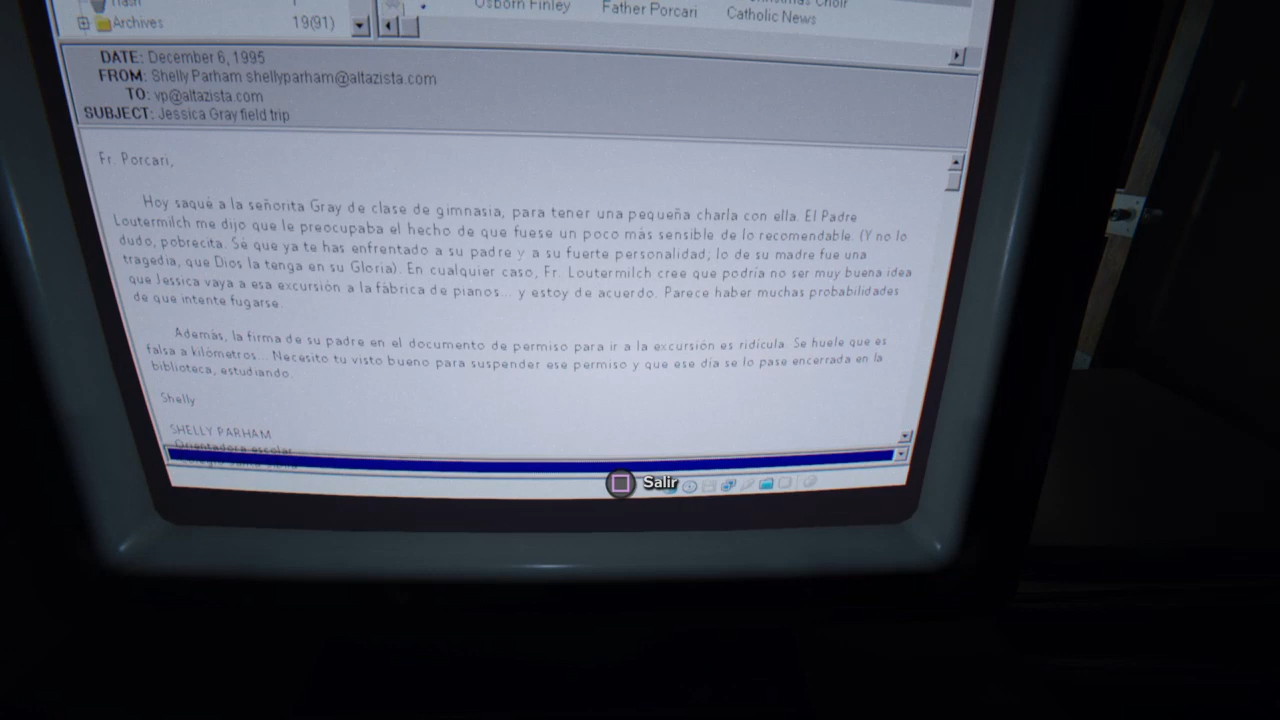 Trash 1
Archives 19(91)
Osborn Finley Father Porcari Christmas Choir
Catholic News
DATE: December 6, 1995
FROM: Shelly Parham shellyparham@altazista.com
TO: vp@altazista.com
SUBJECT: Jessica Gray field trip
Fr. Porcari,
Hoy saqué a la señorita Gray de clase de gimnasia, para tener una pequeña charla con ella. El Padre
Loutermilch me dijo que le preocupaba el hecho de que fuese un poco más sensible de lo recomendable. (Y no lo
dudo, pobrecita. Sé que ya te has enfrentado a su padre y a su fuerte personalidad; lo de su madre fue una
tragedia, que Dios la tenga en su Gloria). En cualquier caso, Fr. Loutermilch cree que podría no ser muy buena idea
que Jessica vaya a esa excursión a la fábrica de pianos... y estoy de acuerdo. Parece haber muchas probabilidades
de que intente fugarse.
Además, la firma de su padre en el documento de permiso para ir a la excursión es ridícula. Se huele que es
falsa a kilómetros... Necesito tu visto bueno para suspender ese permiso y que ese día se lo pase encerrada en la
biblioteca, estudiando.
Shelly
SHELLY PARHAM
Orientadora escolar
Salir